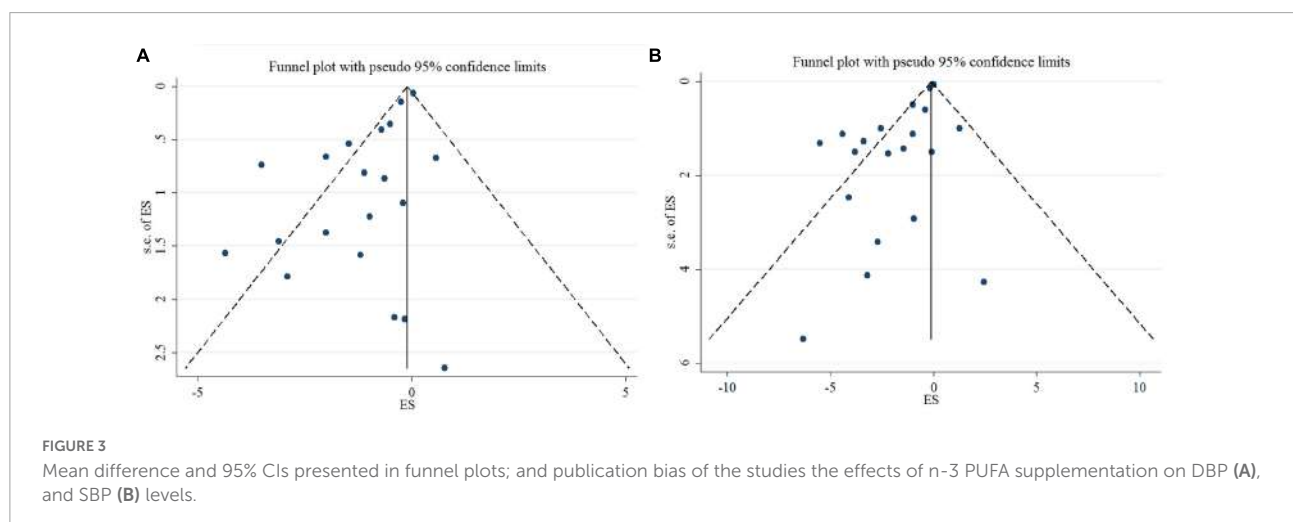 A
Funnel plot with pseudo 95% confidence limits
0
.5
1
1.5
2
2.5
s.e. of ES
-5
0
5
ES
B
Funnel plot with pseudo 95% confidence limits
0
2
4
6
s.e. of ES
-10
-5
0
5
10
ES
FIGURE 3
Mean difference and 95% CIs presented in funnel plots; and publication bias of the studies the effects of n-3 PUFA supplementation on DBP (A),
and SBP (B) levels.